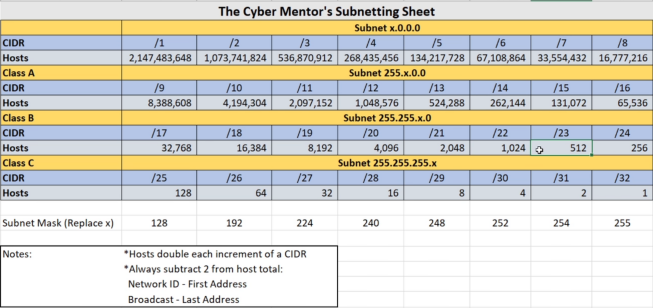 The Cyber Mentor's Subnetting Sheet
Subnet x.0.0.0
CIDR /1 /2 /3 /4 /5 /6 /7 /8
Hosts 2,147,483,648 1,073,741,824 536,870,912 268,435,456 134,217,728 67,108,864 33,554,432 16,777,216
Class A Subnet 255.x.0.0
CIDR /9 /10 /11 /12 /13 /14 /15 /16
Hosts 8,388,608 4,194,304 2,097,152 1,048,576 524,288 262,144 131,072 65,536
Class B Subnet 255.255.x.0
CIDR /17 /18 /19 /20 /21 /22 /23 /24
Hosts 32,768 16,384 8,192 4,096 2,048 1,024 512 256
Class C Subnet 255.255.255.x
CIDR /25 /26 /27 /28 /29 /30 /31 /32
Hosts 128 64 32 16 8 4 2 1
Subnet Mask (Replace x) 128 192 224 240 248 252 254 255
Notes: *Hosts double each increment of a CIDR
*Always subtract 2 from host total:
Network ID - First Address
Broadcast - Last Address